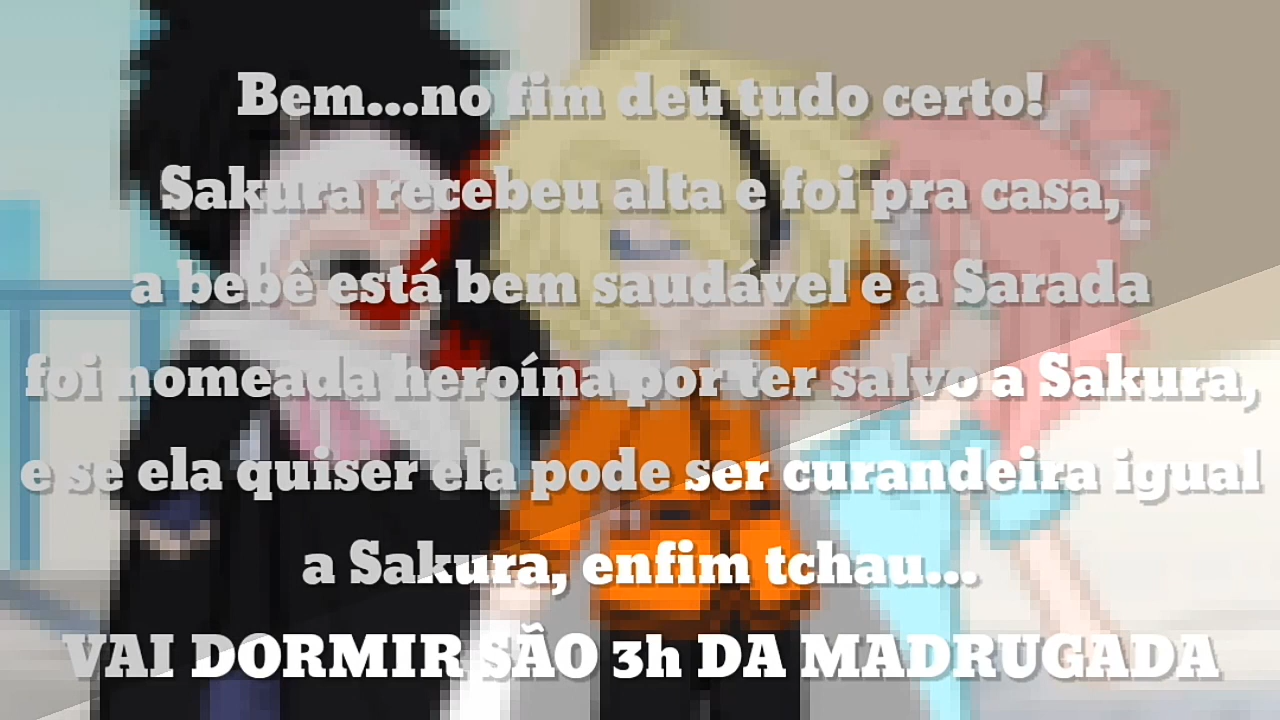 Bem...no fim deu tudo certo!
Sakura recebeu alta e foi pra casa,
a bebê está bem saudável e a Sarada
foi nomeada heroína por ter salvo a Sakura,
e se ela quiser ela pode ser curandeira igual
a Sakura, enfim tchau...
VAI DORMIR SÃO 3h DA MADRUGADA